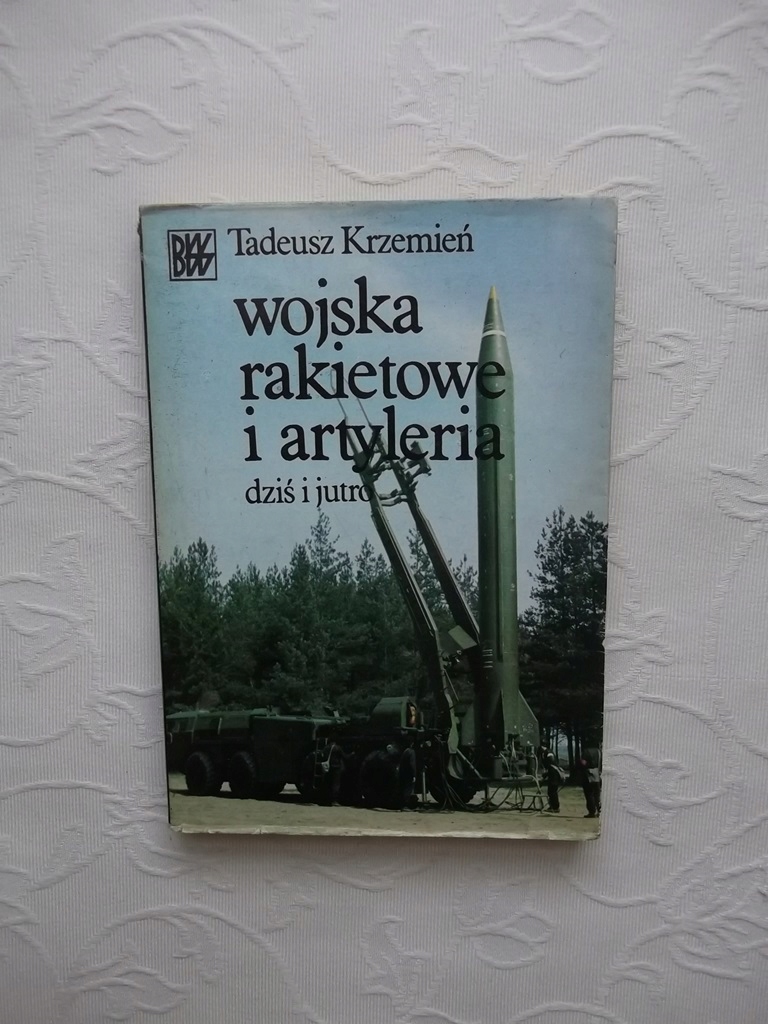 BWW
Tadeusz Krzemień
wojska
rakietowe
i artyleria
dziś i jutro